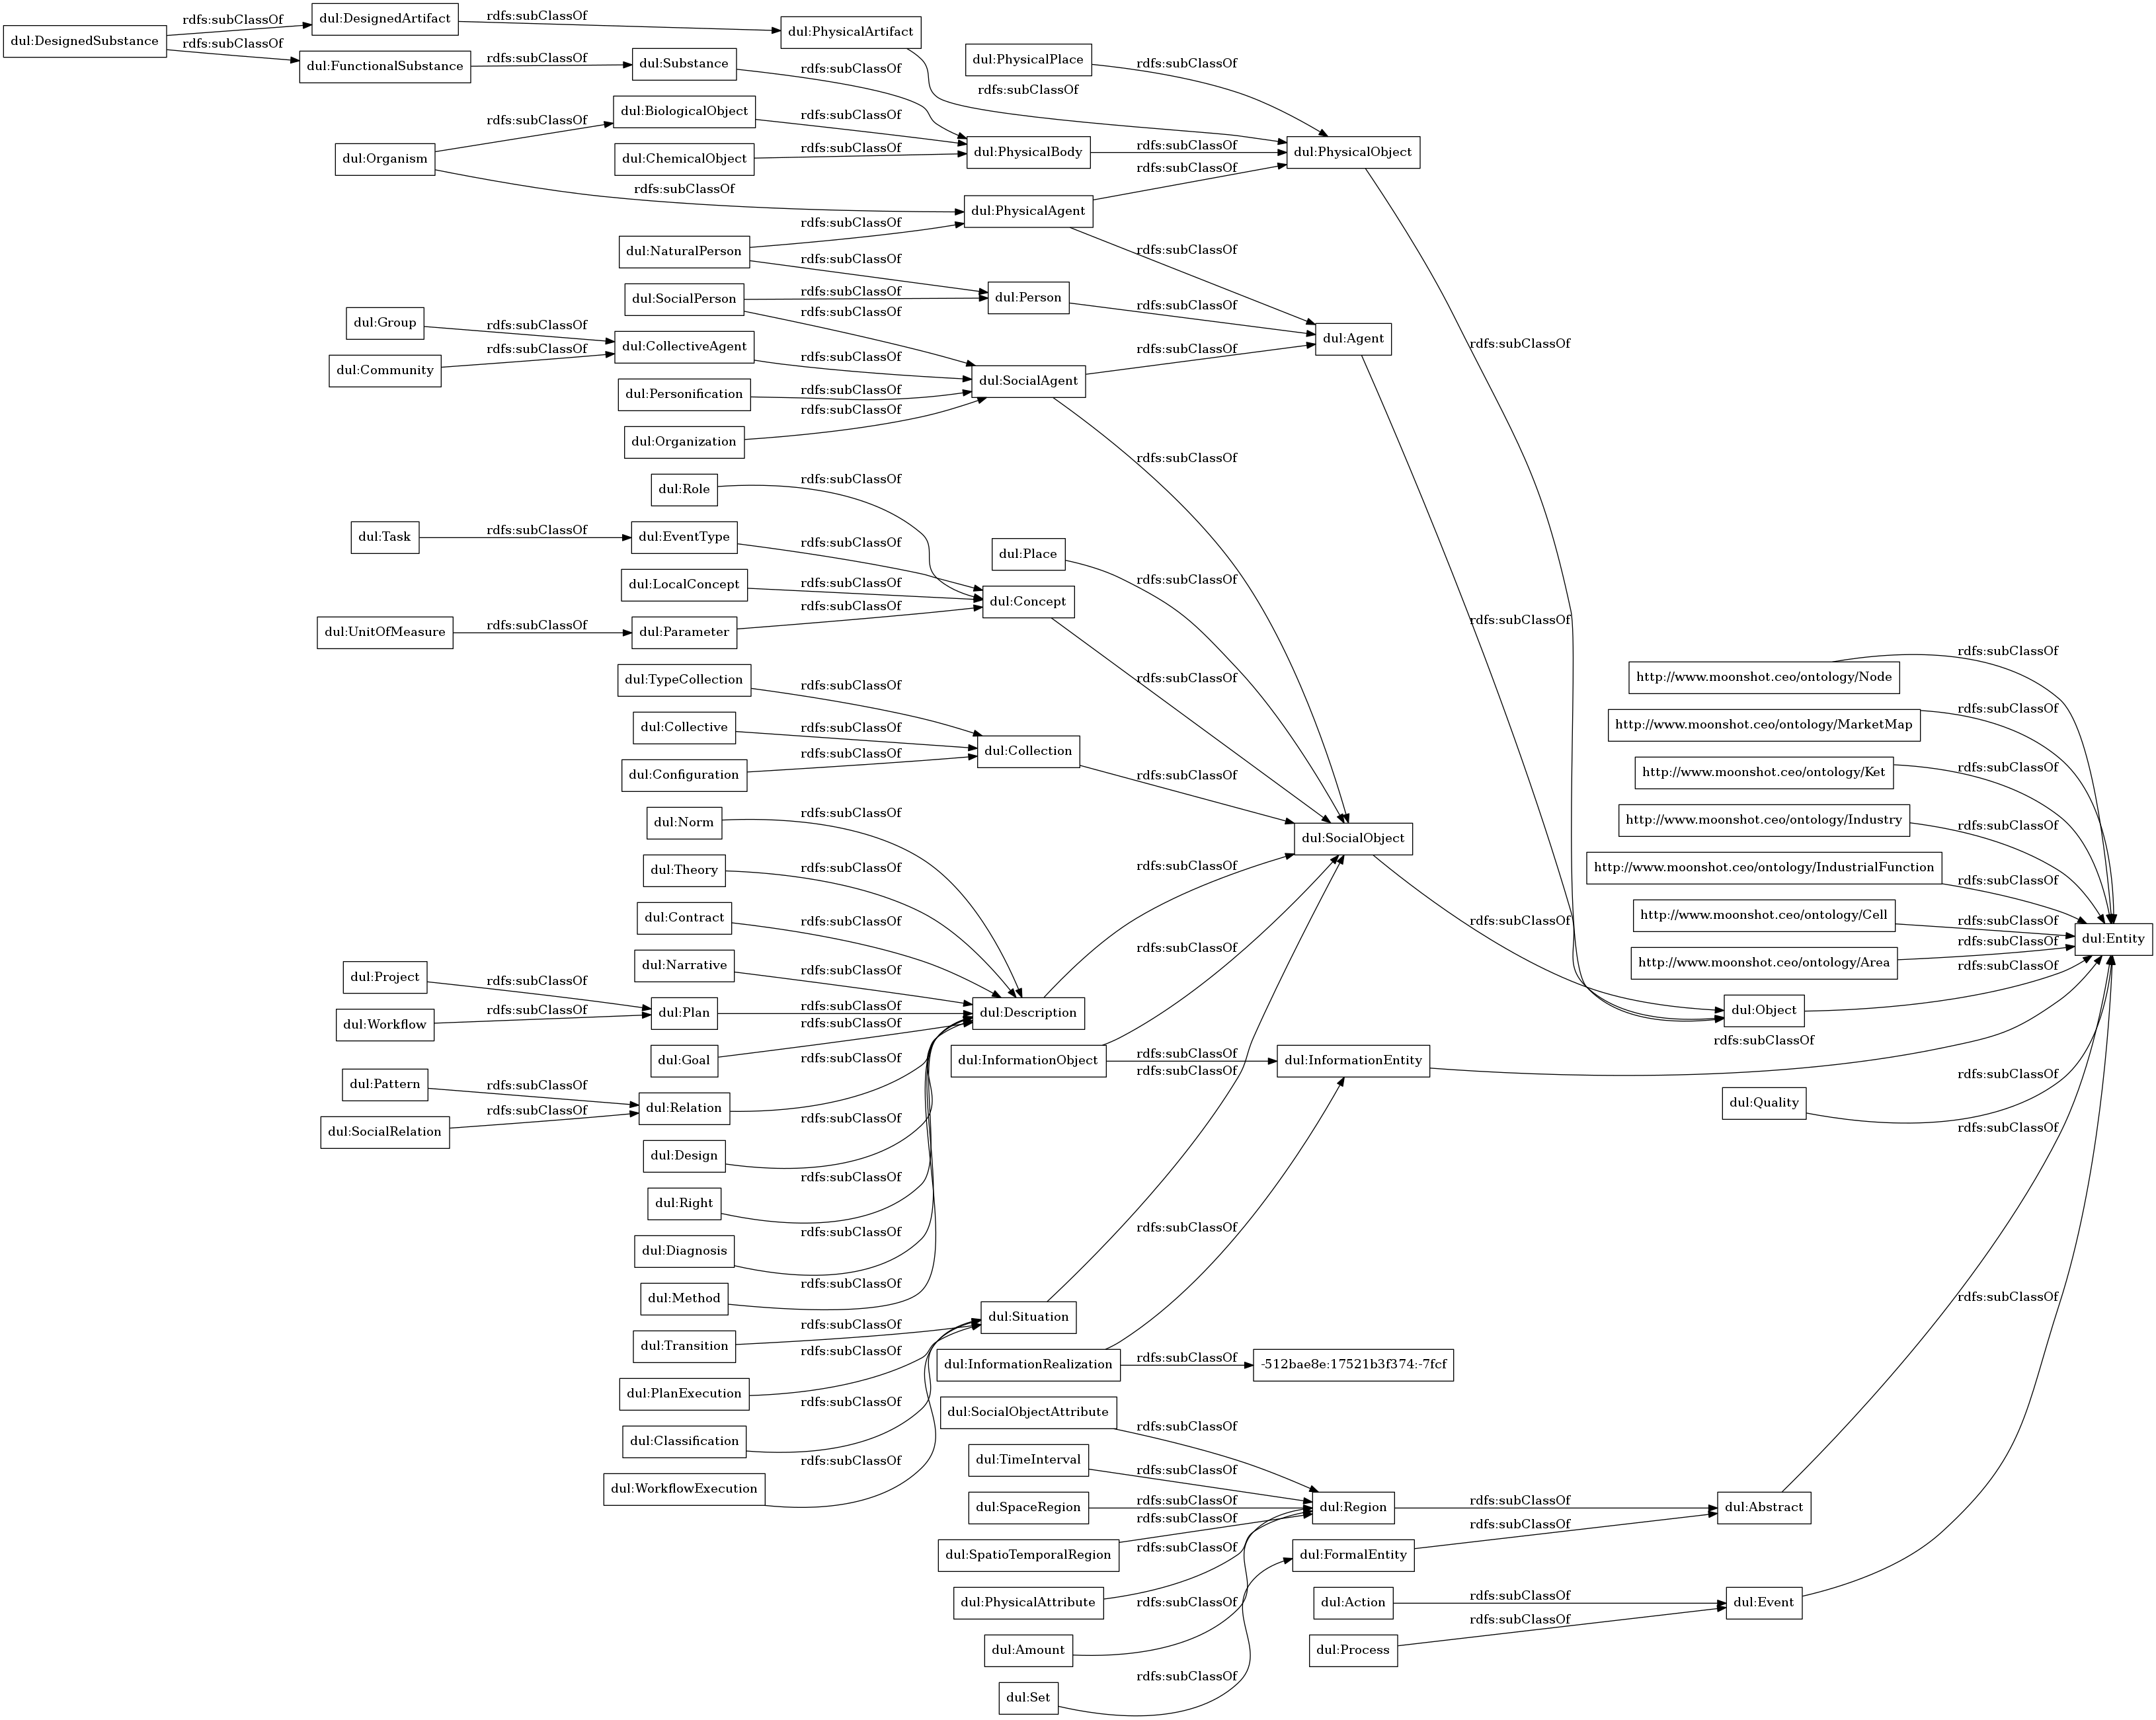 dul:DesignedSubstance
rdfs:subClassOf
rdfs:subClassOf
dul:DesignedArtifact
rdfs:subClassOf
dul:PhysicalArtifact
dul:FunctionalSubstance
rdfs:subClassOf
dul:Substance
rdfs:subClassOf
rdfs:subClassOf
dul:PhysicalPlace
rdfs:subClassOf
dul:Organism
rdfs:subClassOf
rdfs:subClassOf
dul:BiologicalObject
rdfs:subClassOf
dul:ChemicalObject
rdfs:subClassOf
dul:PhysicalBody
rdfs:subClassOf
dul:PhysicalObject
rdfs:subClassOf
dul:PhysicalAgent
rdfs:subClassOf
rdfs:subClassOf
dul:NaturalPerson
rdfs:subClassOf
rdfs:subClassOf
dul:SocialPerson
rdfs:subClassOf
rdfs:subClassOf
dul:Person
rdfs:subClassOf
dul:Agent
rdfs:subClassOf
dul:Group
rdfs:subClassOf
dul:Community
rdfs:subClassOf
dul:CollectiveAgent
rdfs:subClassOf
dul:Personification
rdfs:subClassOf
dul:Organization
rdfs:subClassOf
dul:SocialAgent
rdfs:subClassOf
rdfs:subClassOf
dul:Role
rdfs:subClassOf
dul:Task
rdfs:subClassOf
dul:EventType
rdfs:subClassOf
dul:LocalConcept
rdfs:subClassOf
dul:UnitOfMeasure
rdfs:subClassOf
dul:Parameter
rdfs:subClassOf
dul:Place
rdfs:subClassOf
dul:Concept
rdfs:subClassOf
dul:TypeCollection
rdfs:subClassOf
dul:Collective
rdfs:subClassOf
dul:Configuration
rdfs:subClassOf
dul:Collection
rdfs:subClassOf
dul:SocialObject
rdfs:subClassOf
dul:Norm
rdfs:subClassOf
dul:Theory
rdfs:subClassOf
dul:Contract
rdfs:subClassOf
dul:Narrative
rdfs:subClassOf
dul:Project
rdfs:subClassOf
dul:Workflow
rdfs:subClassOf
dul:Plan
rdfs:subClassOf
dul:Goal
rdfs:subClassOf
dul:Pattern
rdfs:subClassOf
dul:SocialRelation
rdfs:subClassOf
dul:Relation
rdfs:subClassOf
dul:Design
rdfs:subClassOf
dul:Right
rdfs:subClassOf
dul:Diagnosis
rdfs:subClassOf
dul:Method
rdfs:subClassOf
dul:Description
rdfs:subClassOf
dul:InformationObject
rdfs:subClassOf
rdfs:subClassOf
dul:InformationEntity
rdfs:subClassOf
dul:Transition
rdfs:subClassOf
dul:PlanExecution
rdfs:subClassOf
dul:Classification
rdfs:subClassOf
dul:WorkflowExecution
rdfs:subClassOf
dul:Situation
rdfs:subClassOf
dul:InformationRealization
rdfs:subClassOf
rdfs:subClassOf
-512bae8e:17521b3f374:-7fcf
dul:SocialObjectAttribute
rdfs:subClassOf
dul:TimeInterval
rdfs:subClassOf
dul:SpaceRegion
rdfs:subClassOf
dul:SpatioTemporalRegion
rdfs:subClassOf
dul:PhysicalAttribute
rdfs:subClassOf
dul:Amount
rdfs:subClassOf
dul:Set
rdfs:subClassOf
dul:Region
rdfs:subClassOf
dul:FormalEntity
rdfs:subClassOf
dul:Action
rdfs:subClassOf
dul:Process
rdfs:subClassOf
http://www.moonshot.ceo/ontology/Node
rdfs:subClassOf
http://www.moonshot.ceo/ontology/MarketMap
rdfs:subClassOf
http://www.moonshot.ceo/ontology/Ket
rdfs:subClassOf
http://www.moonshot.ceo/ontology/Industry
rdfs:subClassOf
http://www.moonshot.ceo/ontology/IndustrialFunction
rdfs:subClassOf
http://www.moonshot.ceo/ontology/Cell
rdfs:subClassOf
http://www.moonshot.ceo/ontology/Area
rdfs:subClassOf
dul:Object
rdfs:subClassOf
dul:Quality
rdfs:subClassOf
dul:Abstract
rdfs:subClassOf
dul:Event
rdfs:subClassOf
dul:Entity